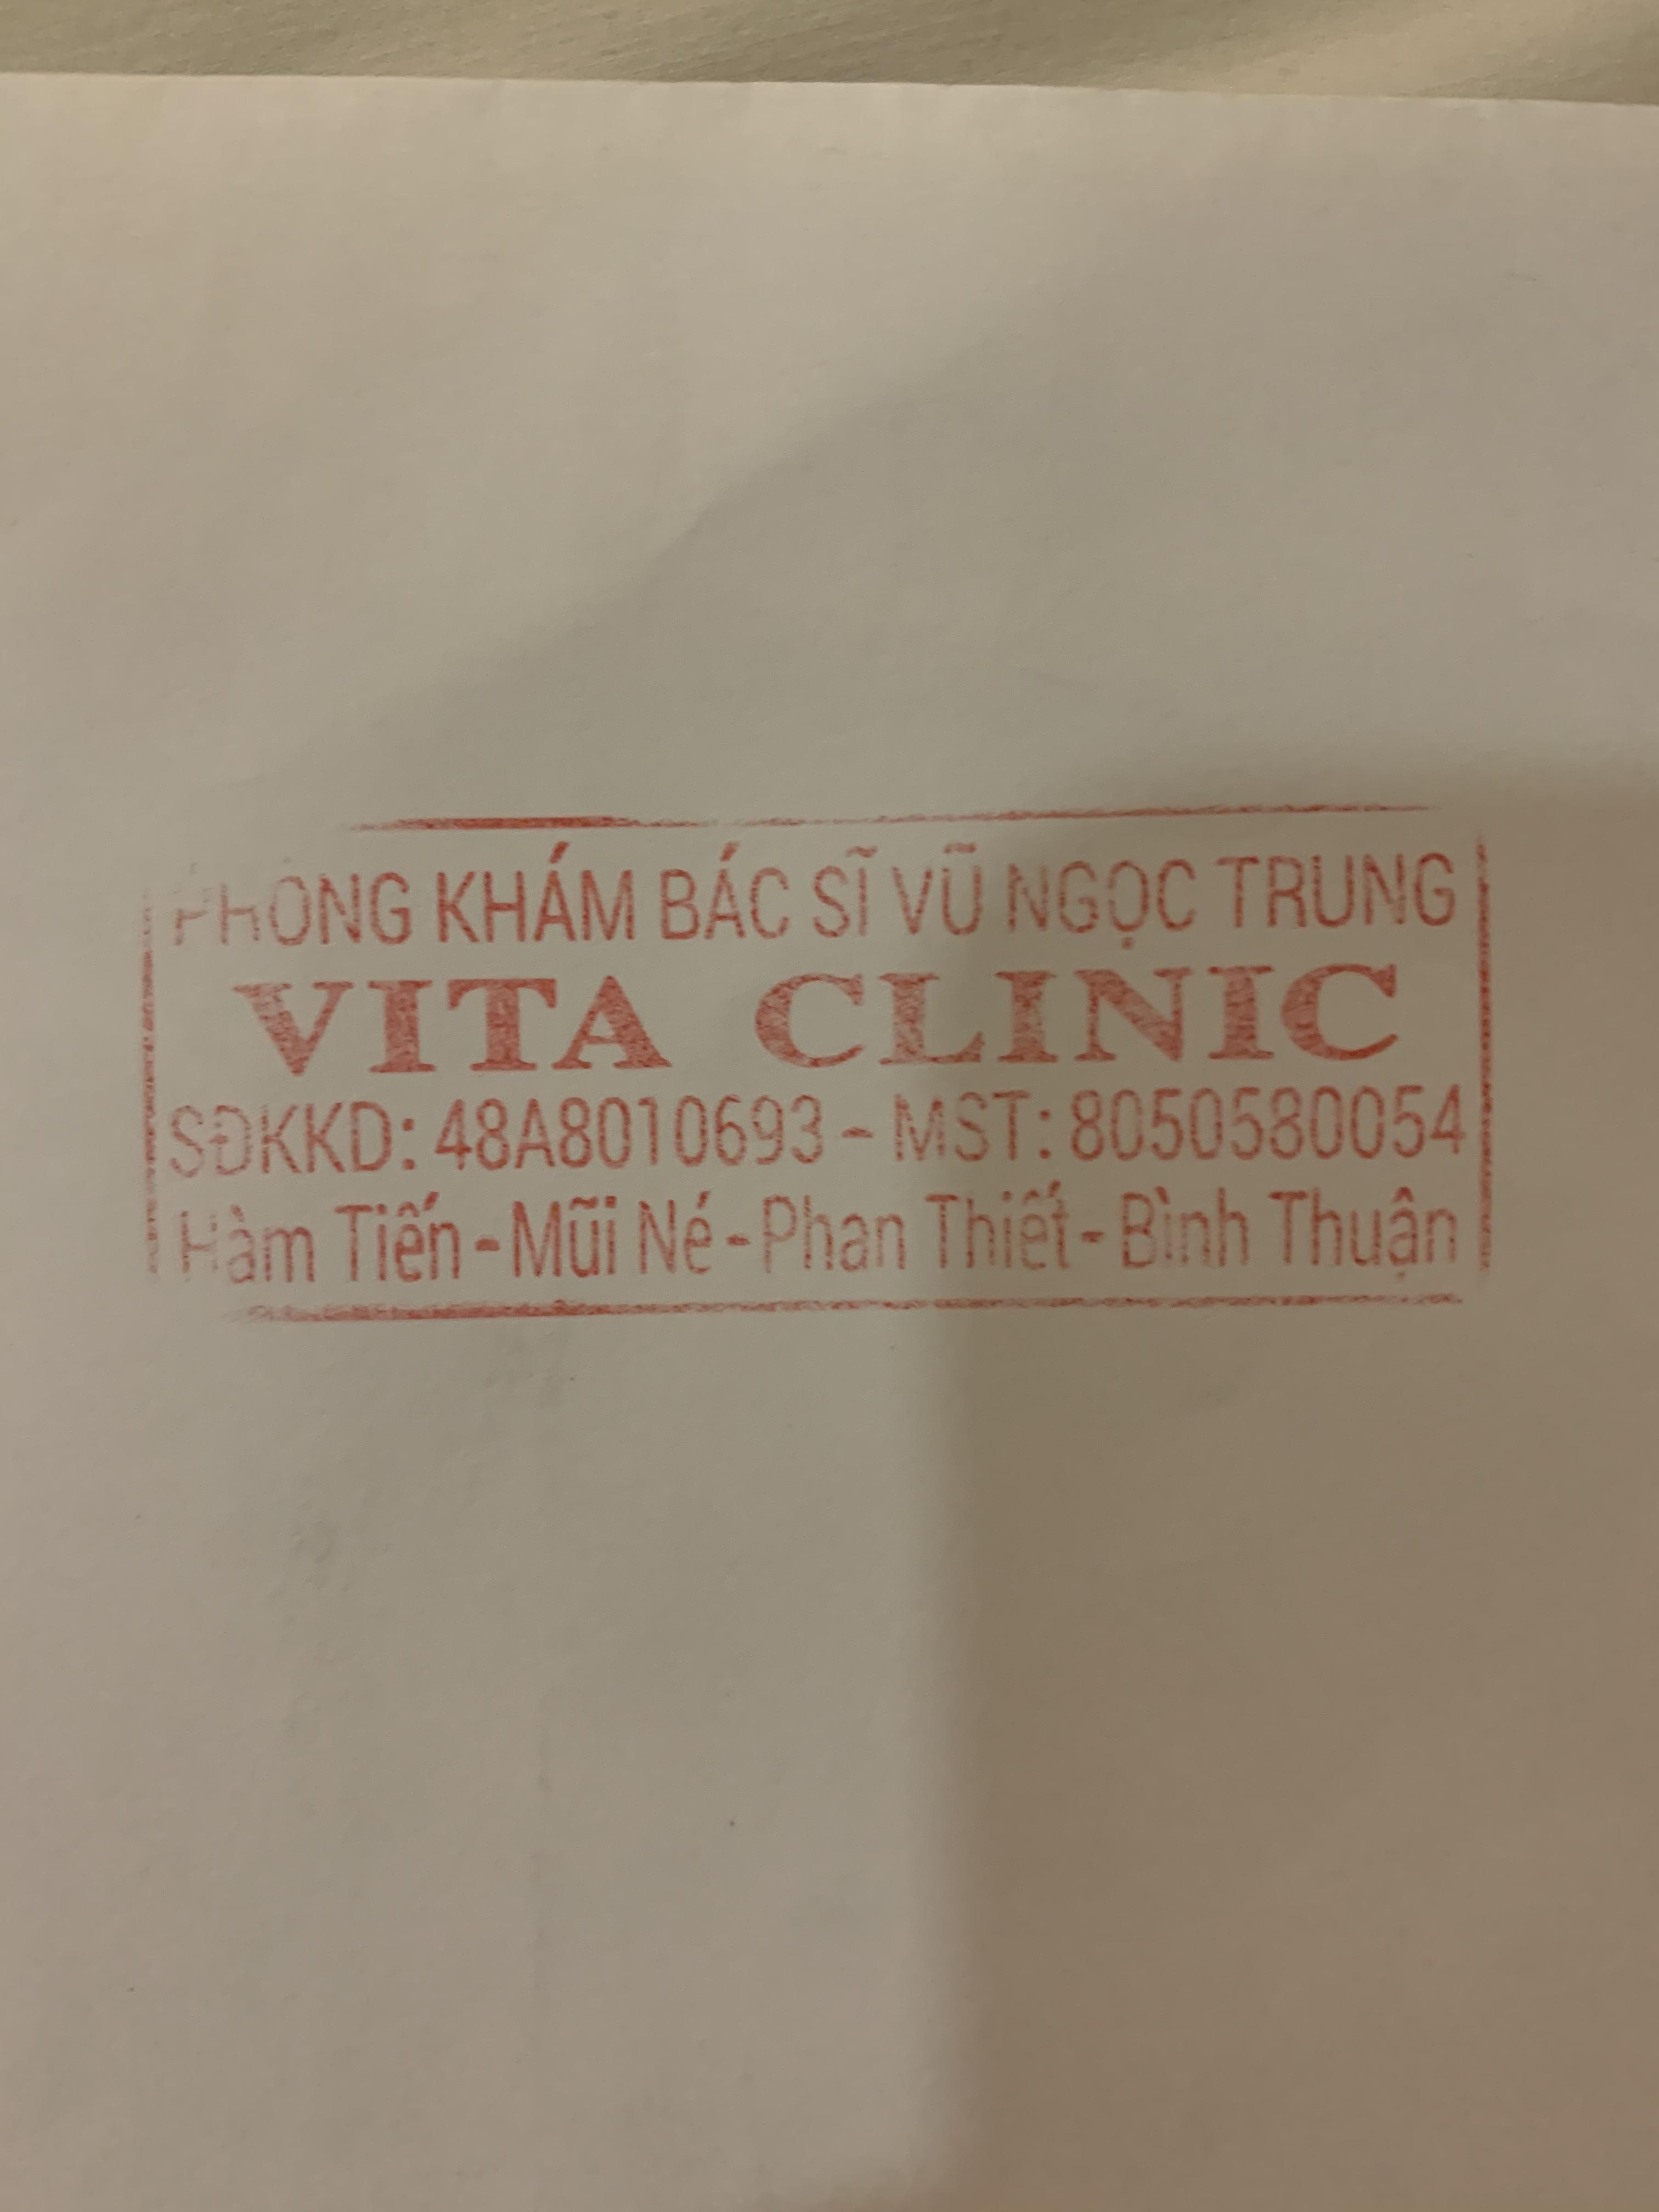 PHÒNG KHÁM BÁC SĨ VŨ NGỌC TRUNG
VITA CLINIC
SĐKKD: 48A8010693 - MST: 8050580054
Hàm Tiến - Mũi Né - Phan Thiết - Bình Thuận